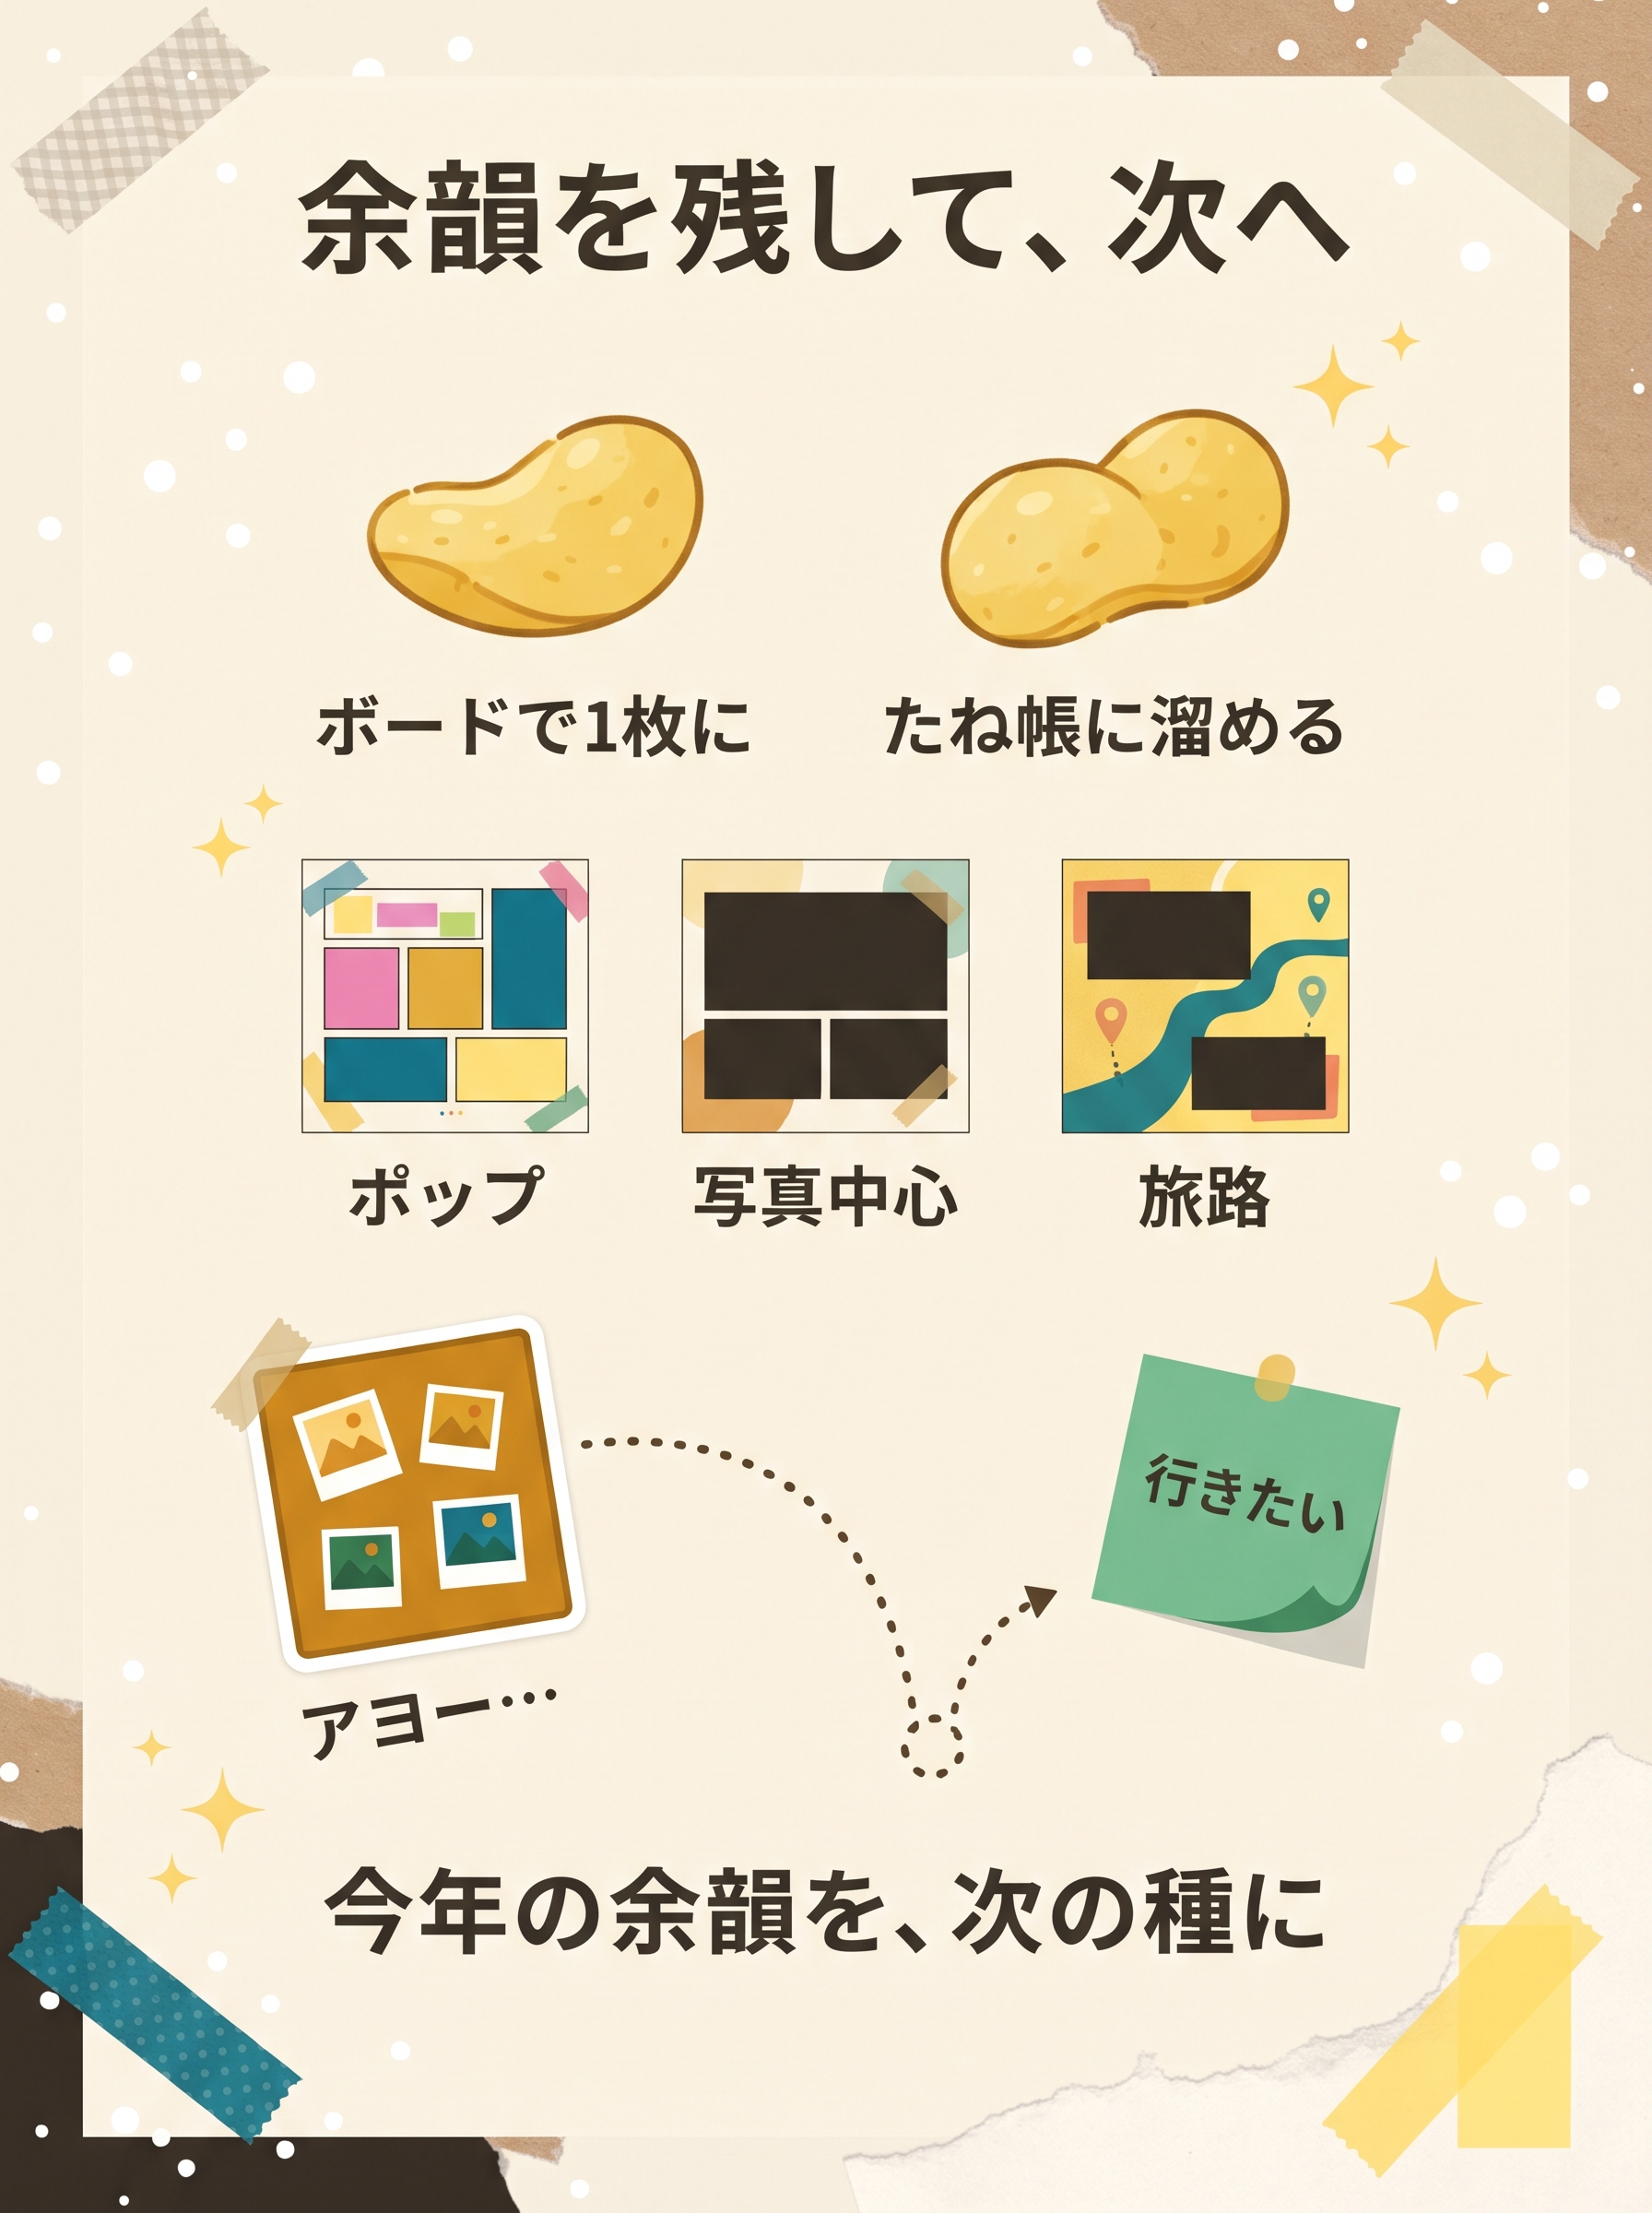 余韻を残して、次へ
ボードで1枚に
たね帳に溜める
ポップ
写真中心
旅路
行きたい
アヨー…
今年の余韻を、次の種に